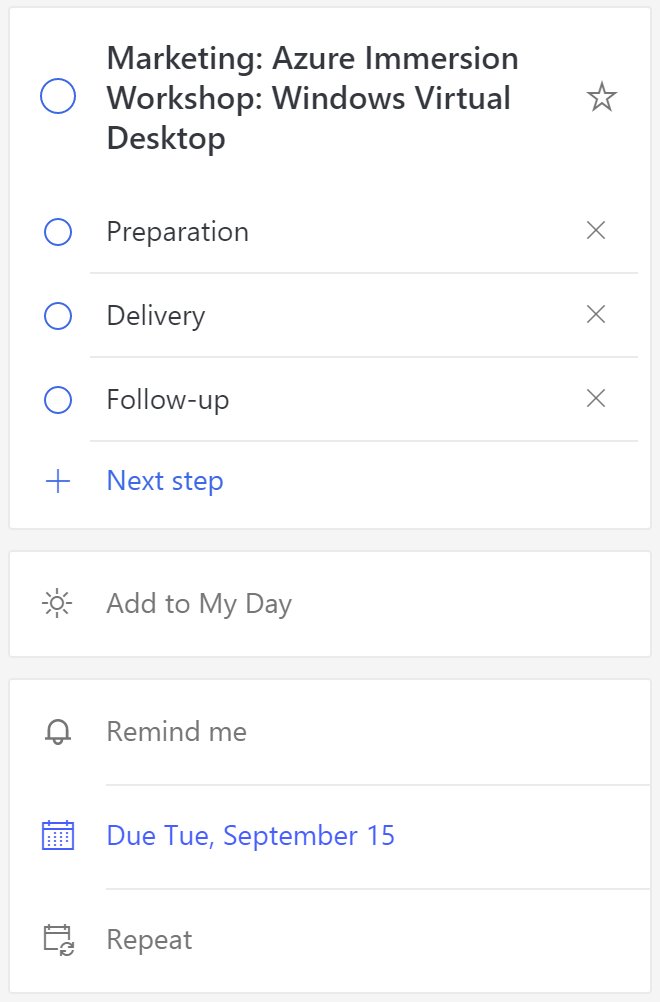 Marketing: Azure Immersion
Workshop: Windows Virtual
Desktop
Preparation
Delivery
Follow-up
Next step
Add to My Day
Remind me
Due Tue, September 15
Repeat